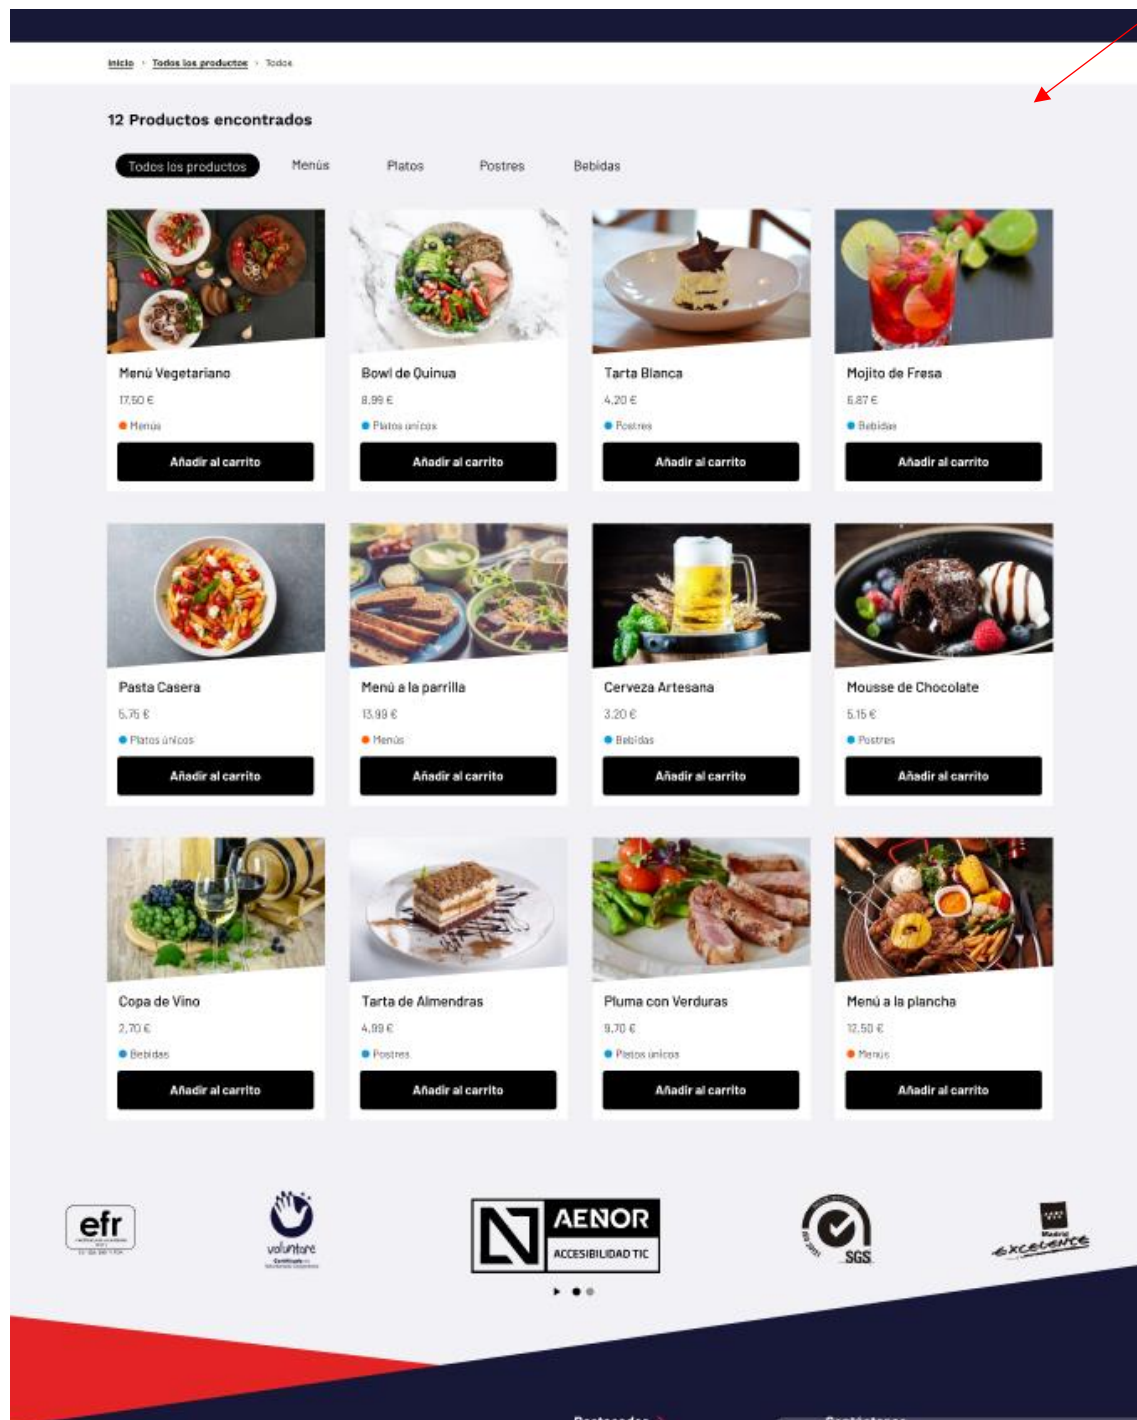 Inicio › Todos los productos › Todos
12 Productos encontrados
Todos los productos Menús Platos Postres Bebidas
Menú Vegetariano
17,50 €
Menús
Añadir al carrito
Bowl de Quinua
8,99 €
Platos únicos
Añadir al carrito
Tarta Blanca
4,20 €
Postres
Añadir al carrito
Mojito de Fresa
6,87 €
Bebidas
Añadir al carrito
Pasta Casera
5,75 €
Platos únicos
Añadir al carrito
Menú a la parrilla
13,99 €
Menús
Añadir al carrito
Cerveza Artesana
3,20 €
Bebidas
Añadir al carrito
Mousse de Chocolate
5,15 €
Postres
Añadir al carrito
Copa de Vino
2,70 €
Bebidas
Añadir al carrito
Tarta de Almendras
4,99 €
Postres
Añadir al carrito
Pluma con Verduras
9,70 €
Platos únicos
Añadir al carrito
Menú a la plancha
12,50 €
Menús
Añadir al carrito
efr
voluntare
AENOR
ACCESIBILIDAD TIC
SGS
Madrid
EXCELENTE